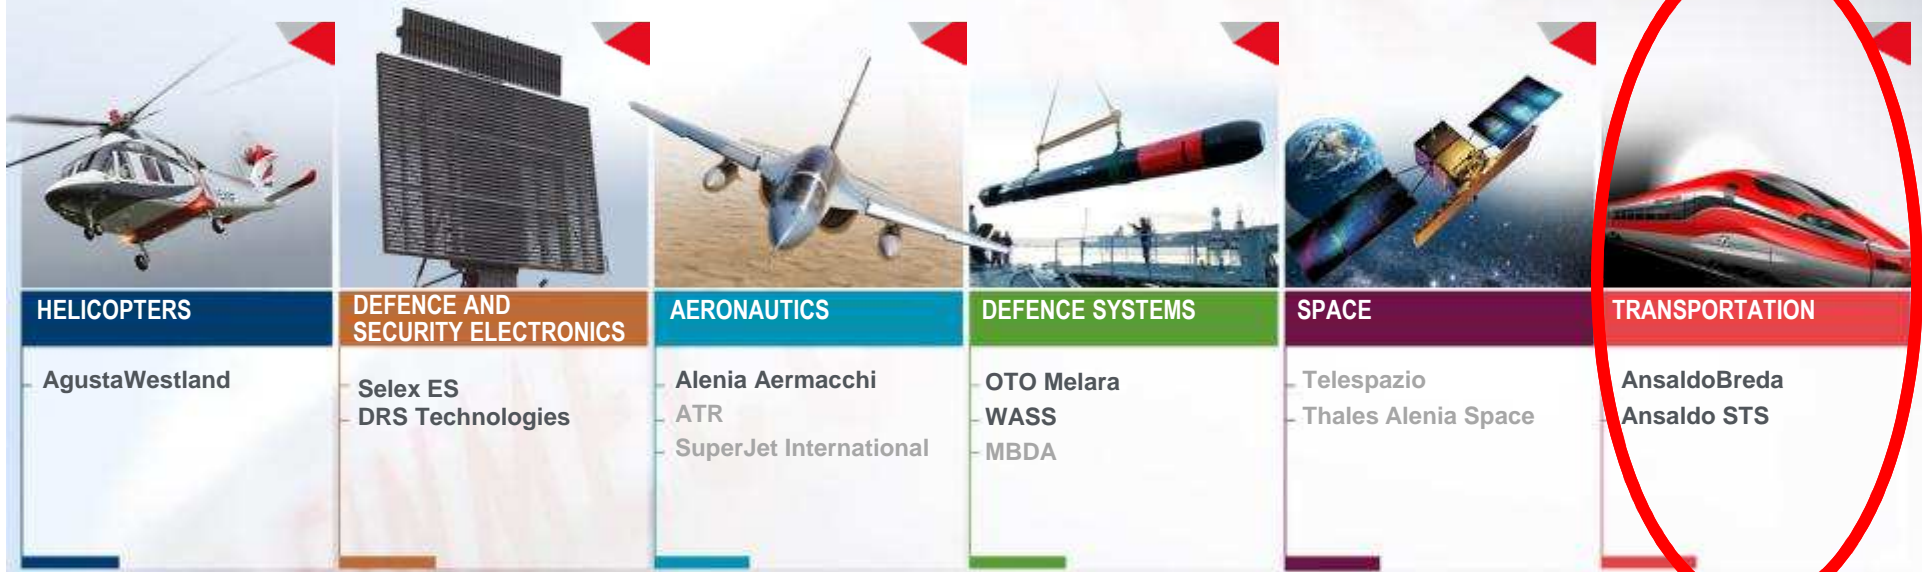 HELICOPTERS
AgustaWestland
DEFENCE AND
SECURITY ELECTRONICS
Selex ES
DRS Technologies
AERONAUTICS
Alenia Aermacchi
ATR
SuperJet International
DEFENCE SYSTEMS
OTO Melara
WASS
MBDA
SPACE
Telespazio
Thales Alenia Space
TRANSPORTATION
AnsaldoBreda
Ansaldo STS